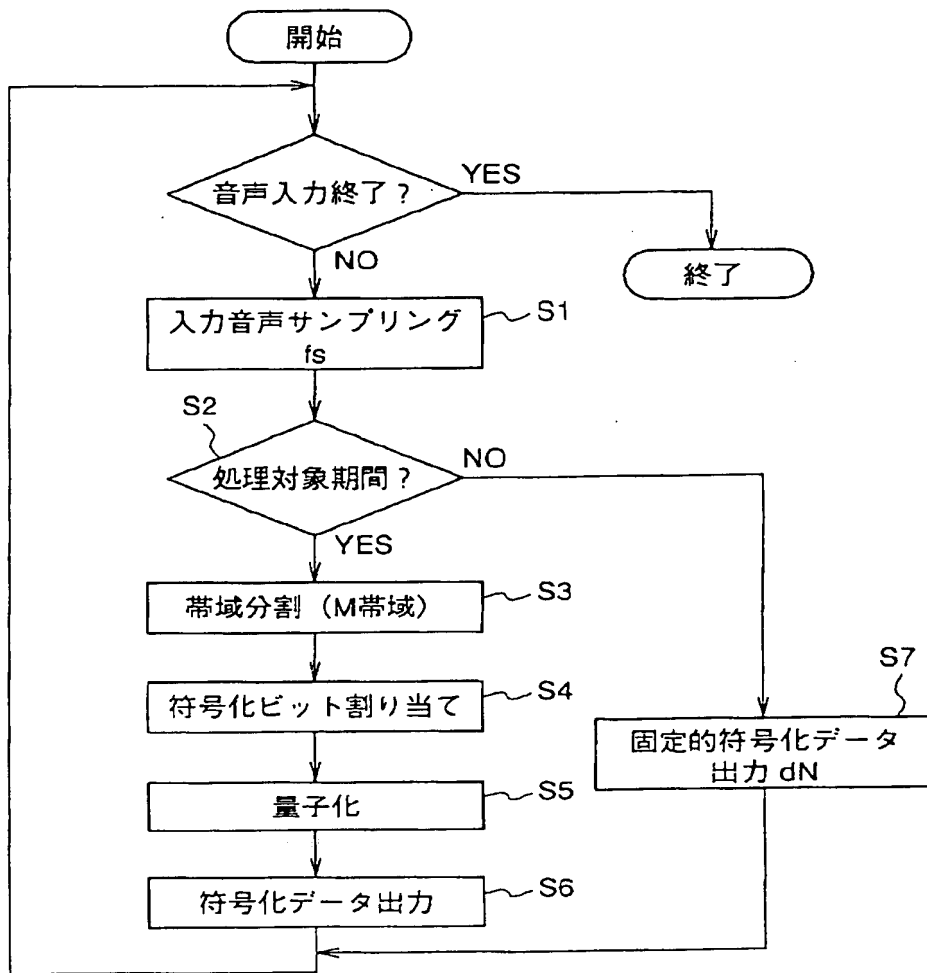 開始
音声入力終了?
YES
NO
終了
入力音声サンプリング
fs
S1
S2
処理対象期間?
NO
YES
帯域分割(M帯域)
S3
符号化ビット割り当て
S4
S7
固定的符号化データ
出力 dN
量子化
S5
符号化データ出力
S6